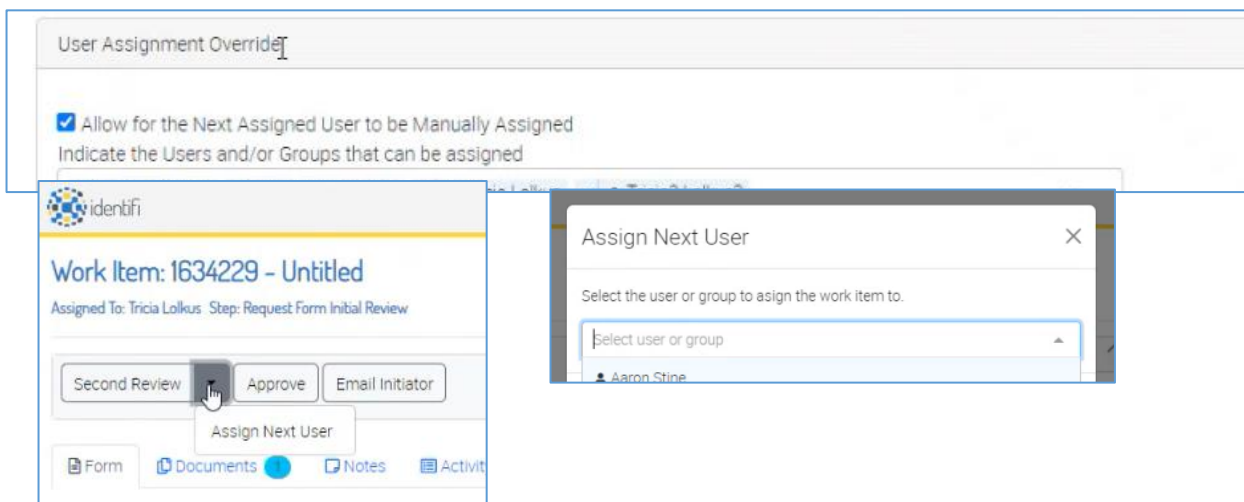 User Assignment Override
Allow for the Next Assigned User to be Manually Assigned
Indicate the Users and/or Groups that can be assigned
identifi
Work Item: 1634229 - Untitled
Assigned To: Tricia Lolkus Step: Request Form Initial Review
Second Review Approve Email Initiator
Assign Next User
Form Documents 1 Notes Activit
Assign Next User
Select the user or group to asign the work item to.
Select user or group
Aaron Stine